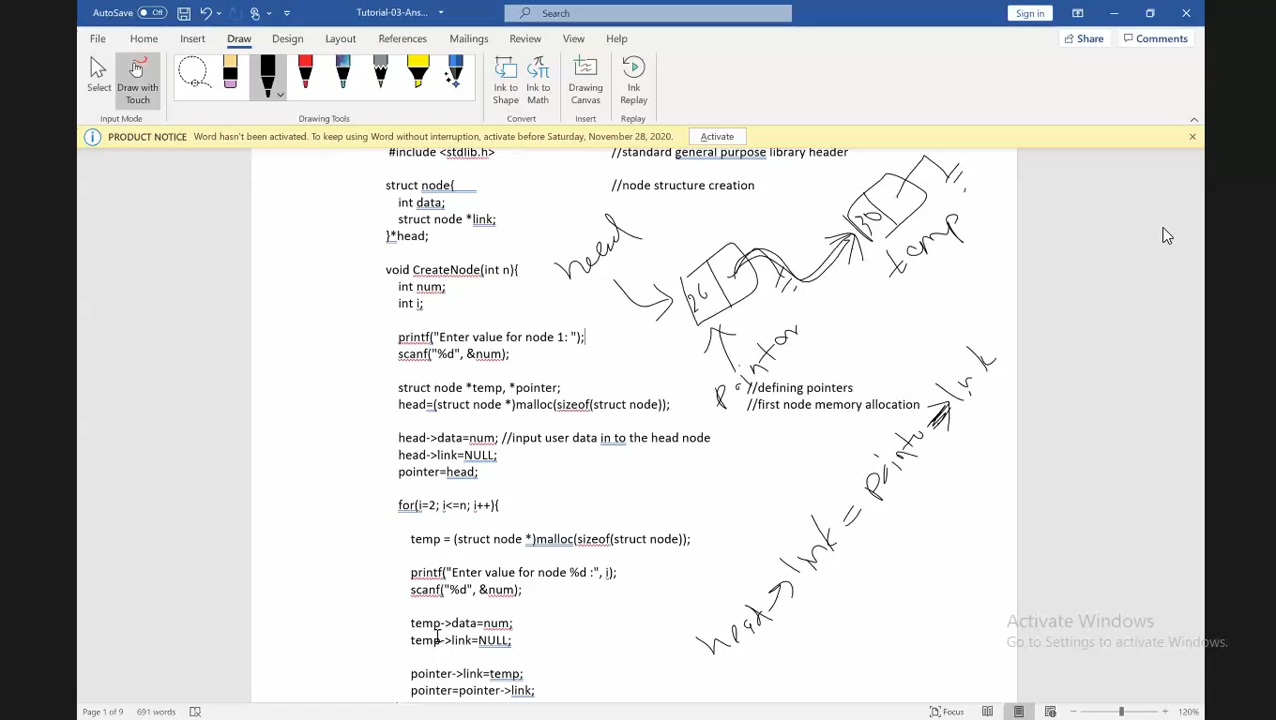 AutoSave Off Tutorial-03-Ans... Search Sign in
File Home Insert Draw Design Layout References Mailings Review View Help Share Comments
Select Draw with Touch Ink to Shape Ink to Math Drawing Canvas Ink Replay
Input Mode Drawing Tools Convert Insert Replay
PRODUCT NOTICE Word hasn't been activated. To keep using Word without interruption, activate before Saturday, November 28, 2020. Activate
#include <stdlib.h> //standard general purpose library header
struct node{ //node structure creation
int data;
struct node *link;
}*head;
void CreateNode(int n){
int num;
int i;
printf("Enter value for node 1: ");
scanf("%d", &num);
struct node *temp, *pointer; //defining pointers
head=(struct node *)malloc(sizeof(struct node)); //first node memory allocation
head->data=num; //input user data in to the head node
head->link=NULL;
pointer=head;
for(i=2; i<=n; i++){
temp = (struct node *)malloc(sizeof(struct node));
printf("Enter value for node %d :", i);
scanf("%d", &num);
temp->data=num;
temp->link=NULL;
pointer->link=temp;
pointer=pointer->link;
head
30
temp
pointor
head->link = pointo->link
Activate Windows
Go to Settings to activate Windows.
Page 1 of 9 691 words Focus 120%